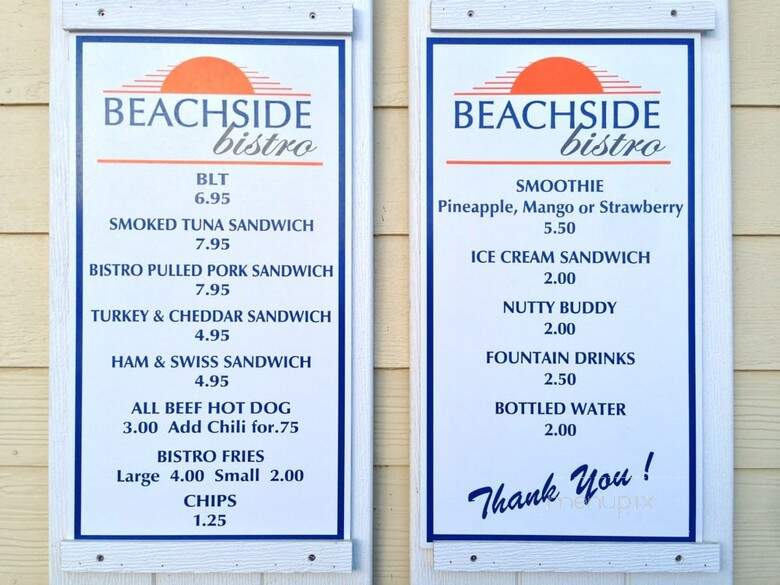 BEACHSIDE
bistro
BLT
6.95
SMOKED TUNA SANDWICH
7.95
BISTRO PULLED PORK SANDWICH
7.95
TURKEY & CHEDDAR SANDWICH
4.95
HAM & SWISS SANDWICH
4.95
ALL BEEF HOT DOG
3.00 Add Chili for.75
BISTRO FRIES
Large 4.00 Small 2.00
CHIPS
1.25
BEACHSIDE
bistro
SMOOTHIE
Pineapple, Mango or Strawberry
5.50
ICE CREAM SANDWICH
2.00
NUTTY BUDDY
2.00
FOUNTAIN DRINKS
2.50
BOTTLED WATER
2.00
Thank You !
menupix